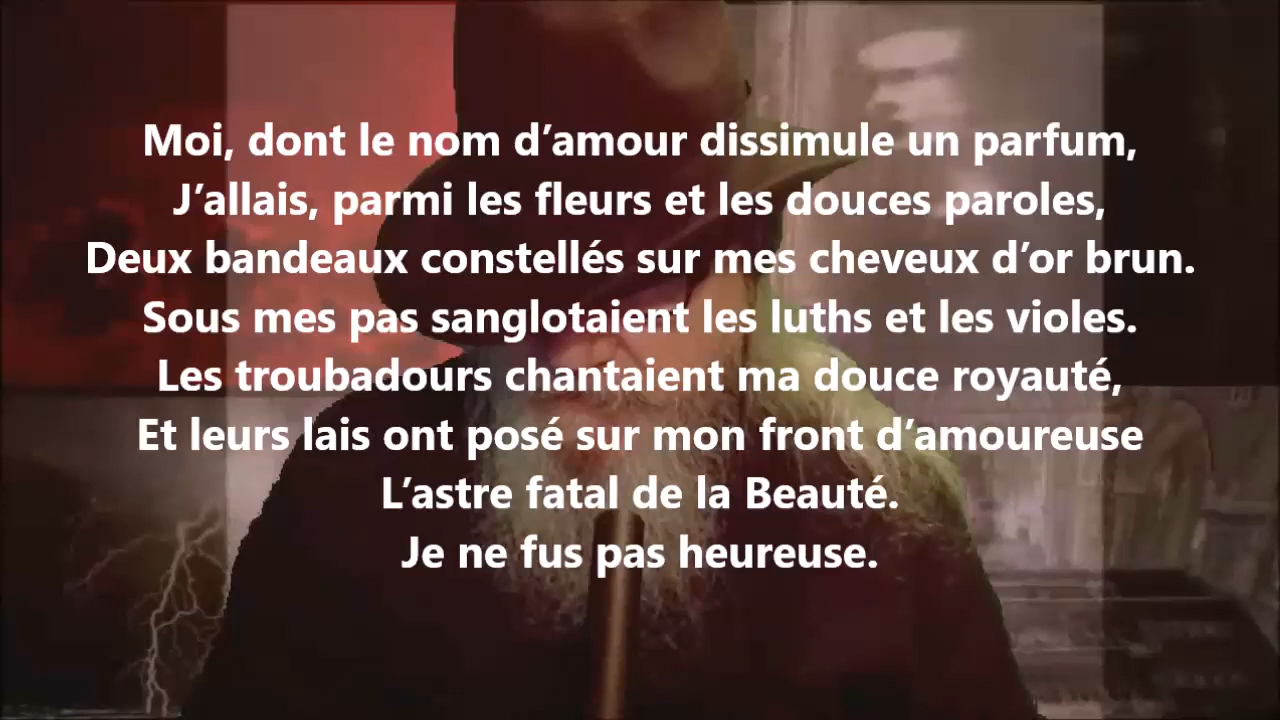 Moi, dont le nom d’amour dissimule un parfum,
J’allais, parmi les fleurs et les douces paroles,
Deux bandeaux constellés sur mes cheveux d’or brun.
Sous mes pas sanglotaient les luths et les violes.
Les troubadours chantaient ma douce royauté,
Et leurs lais ont posé sur mon front d’amoureuse
L’astre fatal de la Beauté.
Je ne fus pas heureuse.